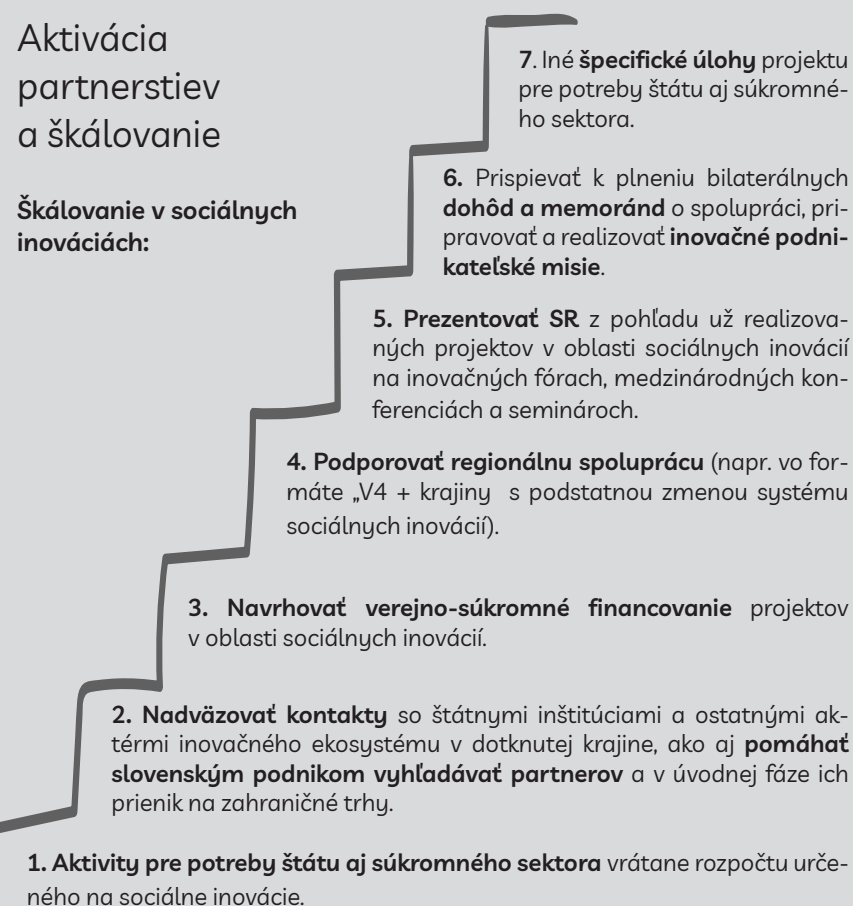 Aktivácia
partnerstiev
a škálovanie
Škálovanie v sociálnych
inováciách:
7. Iné špecifické úlohy projektu
pre potreby štátu aj súkromné-
ho sektora.
6. Prispievať k plneniu bilaterálnych
dohôd a memoránd o spolupráci, pri-
pravovať a realizovať inovačné podni-
kateľské misie.
5. Prezentovať SR z pohľadu už realizova-
ných projektov v oblasti sociálnych inovácií
na inovačných fórach, medzinárodných kon-
ferenciách a seminároch.
4. Podporovať regionálnu spoluprácu (napr. vo for-
máte „V4 + krajiny s podstatnou zmenou systému
sociálnych inovácií).
3. Navrhovať verejno-súkromné financovanie projektov
v oblasti sociálnych inovácií.
2. Nadväzovať kontakty so štátnymi inštitúciami a ostatnými ak-
térmi inovačného ekosystému v dotknutej krajine, ako aj pomáhať
slovenským podnikom vyhľadávať partnerov a v úvodnej fáze ich
prienik na zahraničné trhy.
1. Aktivity pre potreby štátu aj súkromného sektora vrátane rozpočtu urče-
ného na sociálne inovácie.